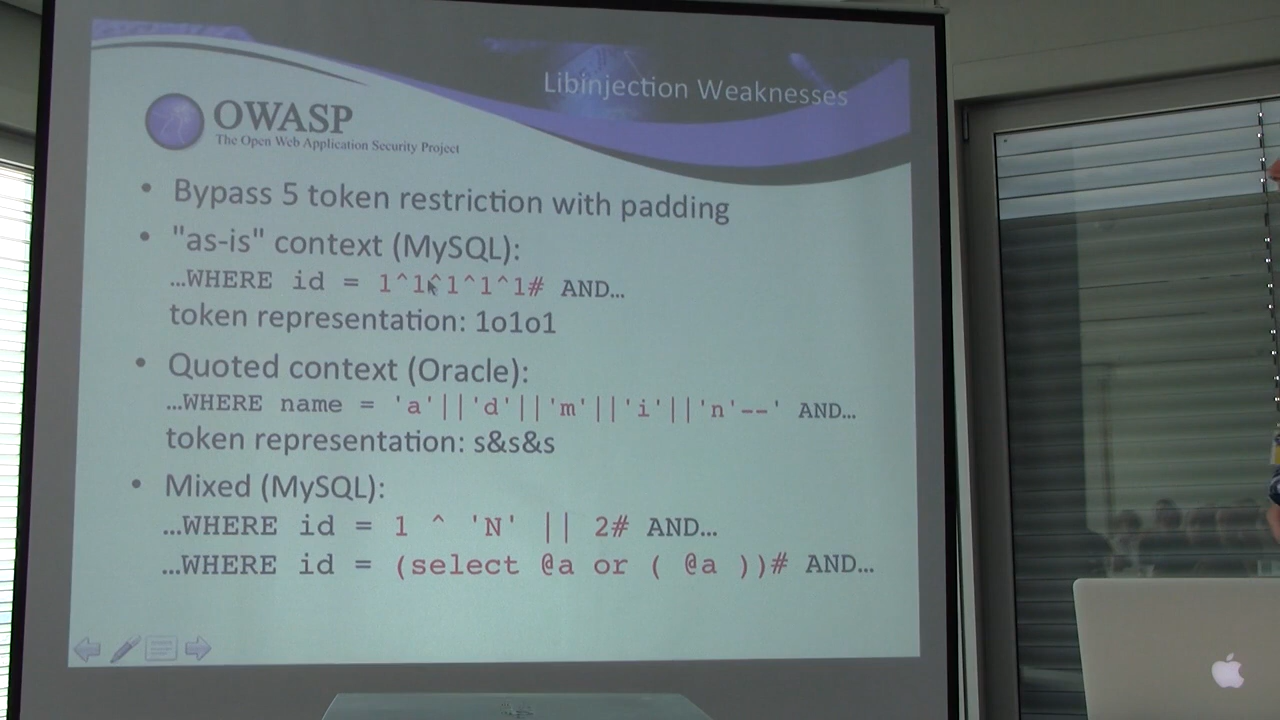 Libinjection Weaknesses
OWASP
The Open Web Application Security Project
• Bypass 5 token restriction with padding
• "as-is" context (MySQL):
…WHERE id = 1^1^1^1^1# AND…
token representation: 1o1o1
• Quoted context (Oracle):
…WHERE name = 'a'||'d'||'m'||'i'||'n'--' AND…
token representation: s&s&s
• Mixed (MySQL):
…WHERE id = 1 ^ 'N' || 2# AND…
…WHERE id = (select @a or ( @a ))# AND…